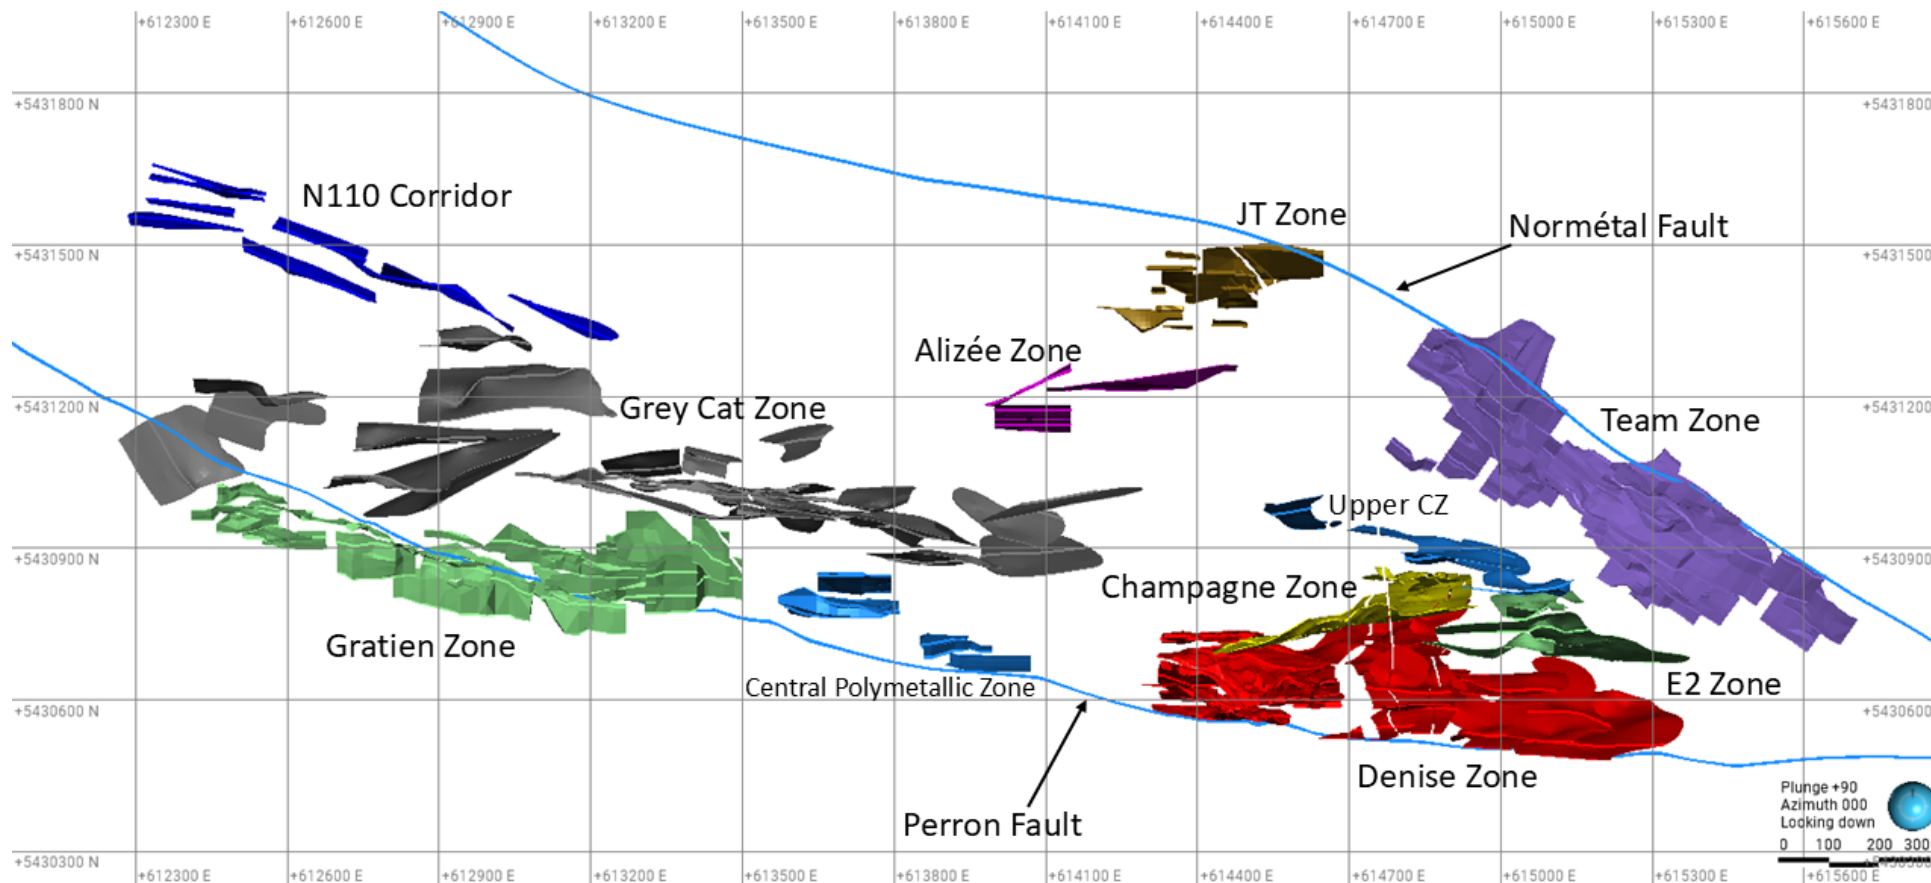 +612300 E +612600 E +612900 E +613200 E +613500 E +613800 E +614100 E +614400 E +614700 E +615000 E +615300 E +615600 E
+5431800 N +5431800
N110 Corridor
JT Zone
Normétal Fault
+5431500 N +5431500
Alizée Zone
+5431200 N +5431200
Grey Cat Zone
Team Zone
Upper CZ
+5430900 N +5430900
Champagne Zone
Gratien Zone
Central Polymetallic Zone
E2 Zone
+5430600 N +5430600
Denise Zone
Perron Fault
Plunge +90
Azimuth 000
Looking down
0 100 200 300
+5430300 N +5430300
+612300 E +612600 E +612900 E +613200 E +613500 E +613800 E +614100 E +614400 E +614700 E +615000 E +615300 E +615600 E